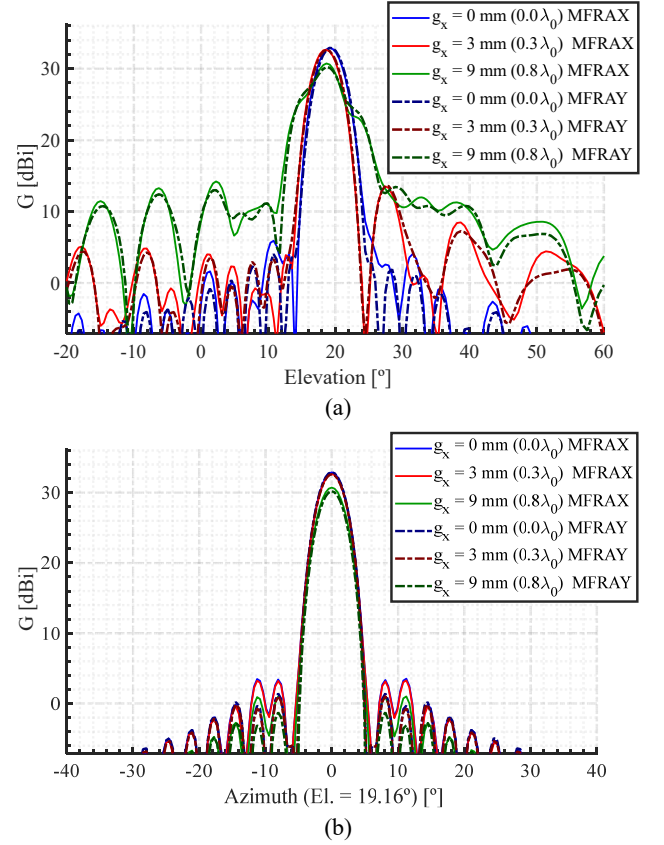 g_x = 0 mm (0.0λ_0) MFRAX
g_x = 3 mm (0.3λ_0) MFRAX
g_x = 9 mm (0.8λ_0) MFRAX
g_x = 0 mm (0.0λ_0) MFRAY
g_x = 3 mm (0.3λ_0) MFRAY
g_x = 9 mm (0.8λ_0) MFRAY
G [dBi]
30
20
10
0
-20 -10 0 10 20 30 40 50 60
Elevation [º]
(a)
g_x = 0 mm (0.0λ_0) MFRAX
g_x = 3 mm (0.3λ_0) MFRAX
g_x = 9 mm (0.8λ_0) MFRAX
g_x = 0 mm (0.0λ_0) MFRAY
g_x = 3 mm (0.3λ_0) MFRAY
g_x = 9 mm (0.8λ_0) MFRAY
G [dBi]
30
20
10
0
-40 -30 -20 -10 0 10 20 30 40
Azimuth (El. = 19.16º) [º]
(b)